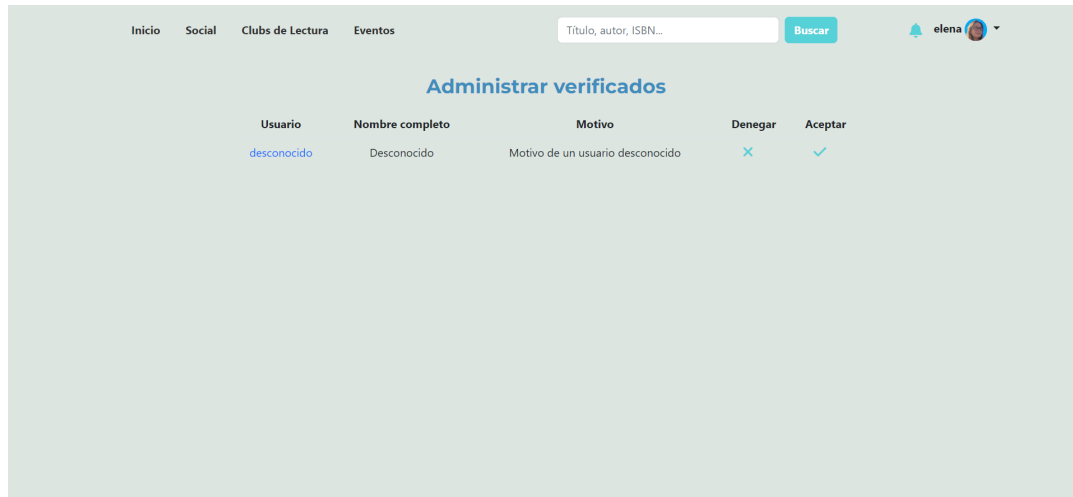 Inicio Social Clubs de Lectura Eventos Título, autor, ISBN... Buscar elena
Administrar verificados
Usuario Nombre completo Motivo Denegar Aceptar
desconocido Desconocido Motivo de un usuario desconocido